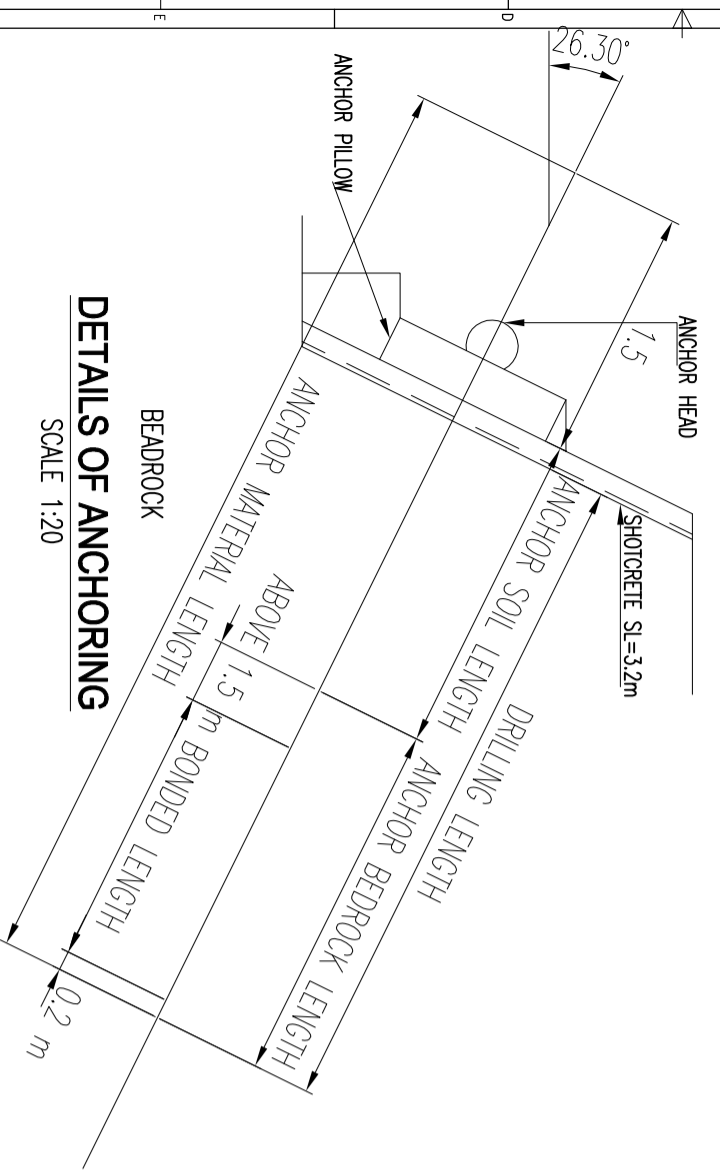 E
D
26.30°
ANCHOR PILLOW
ANCHOR HEAD
1.5
SHOTCRETE SL=3.2m
ANCHOR SOIL LENGTH
DRILLING LENGTH
ANCHOR BEDROCK LENGTH
ANCHOR MATERIAL LENGTH
ABOVE 1.5 m
BONDED LENGTH
0.2 m
BEADROCK
DETAILS OF ANCHORING
SCALE 1:20